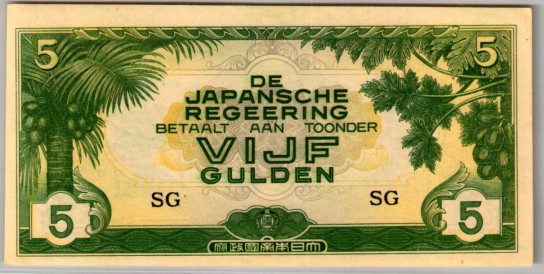 5 5
DE
JAPANSCHE
REGEERING
BETAALT AAN TOONDER
VIJF
GULDEN
SG SG
5 5
府政國帝本日大